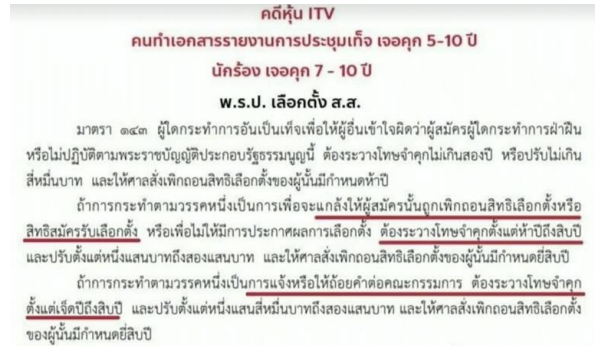 คดีหุ้น ITV
คนทำเอกสารรายงานการประชุมเท็จ เจอคุก 5-10 ปี
นักร้อง เจอคุก 7 - 10 ปี
พ.ร.ป. เลือกตั้ง ส.ส.
มาตรา ๑๔๓ ผู้ใดกระทำการอันเป็นเท็จเพื่อให้ผู้อื่นเข้าใจผิดว่าผู้สมัครผู้ใดกระทำการฝ่าฝืน
หรือไม่ปฏิบัติตามพระราชบัญญัติประกอบรัฐธรรมนูญนี้ ต้องระวางโทษจำคุกไม่เกินสองปี หรือปรับไม่เกิน
สี่หมื่นบาท และให้ศาลสั่งเพิกถอนสิทธิเลือกตั้งของผู้นั้นมีกำหนดห้าปี
ถ้าการกระทำตามวรรคหนึ่งเป็นการเพื่อจะแกล้งให้ผู้สมัครนั้นถูกเพิกถอนสิทธิเลือกตั้งหรือ
สิทธิสมัครรับเลือกตั้ง หรือเพื่อไม่ให้มีการประกาศผลการเลือกตั้ง ต้องระวางโทษจำคุกตั้งแต่ห้าปีถึงสิบปี
และปรับตั้งแต่หนึ่งแสนบาทถึงสองแสนบาท และให้ศาลสั่งเพิกถอนสิทธิเลือกตั้งของผู้นั้นมีกำหนดยี่สิบปี
ถ้าการกระทำตามวรรคหนึ่งเป็นการแจ้งหรือให้ถ้อยคำต่อคณะกรรมการ ต้องระวางโทษจำคุก
ตั้งแต่เจ็ดปีถึงสิบปี และปรับตั้งแต่หนึ่งแสนสี่หมื่นบาทถึงสองแสนบาท และให้ศาลสั่งเพิกถอนสิทธิเลือกตั้ง
ของผู้นั้นมีกำหนดยี่สิบปี